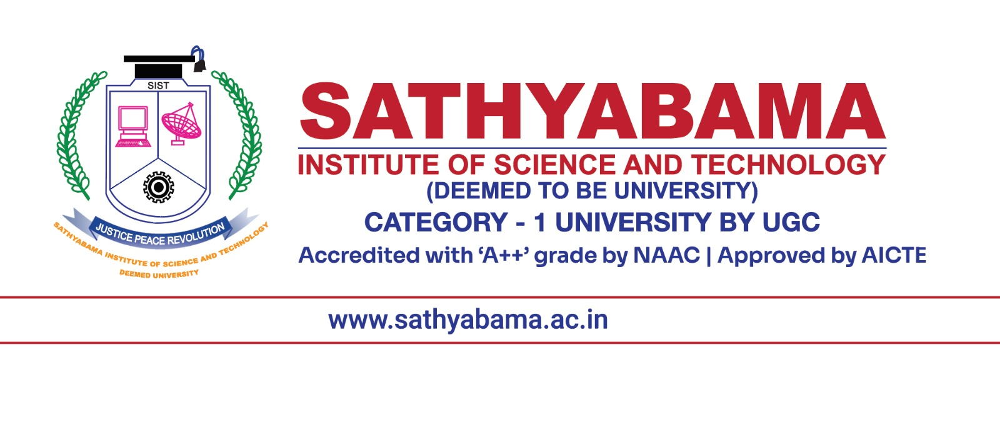 SIST
JUSTICE PEACE REVOLUTION
SATHYABAMA INSTITUTE OF SCIENCE AND TECHNOLOGY
DEEMED UNIVERSITY
SATHYABAMA
INSTITUTE OF SCIENCE AND TECHNOLOGY
(DEEMED TO BE UNIVERSITY)
CATEGORY - 1 UNIVERSITY BY UGC
Accredited with ‘A++’ grade by NAAC | Approved by AICTE
www.sathyabama.ac.in